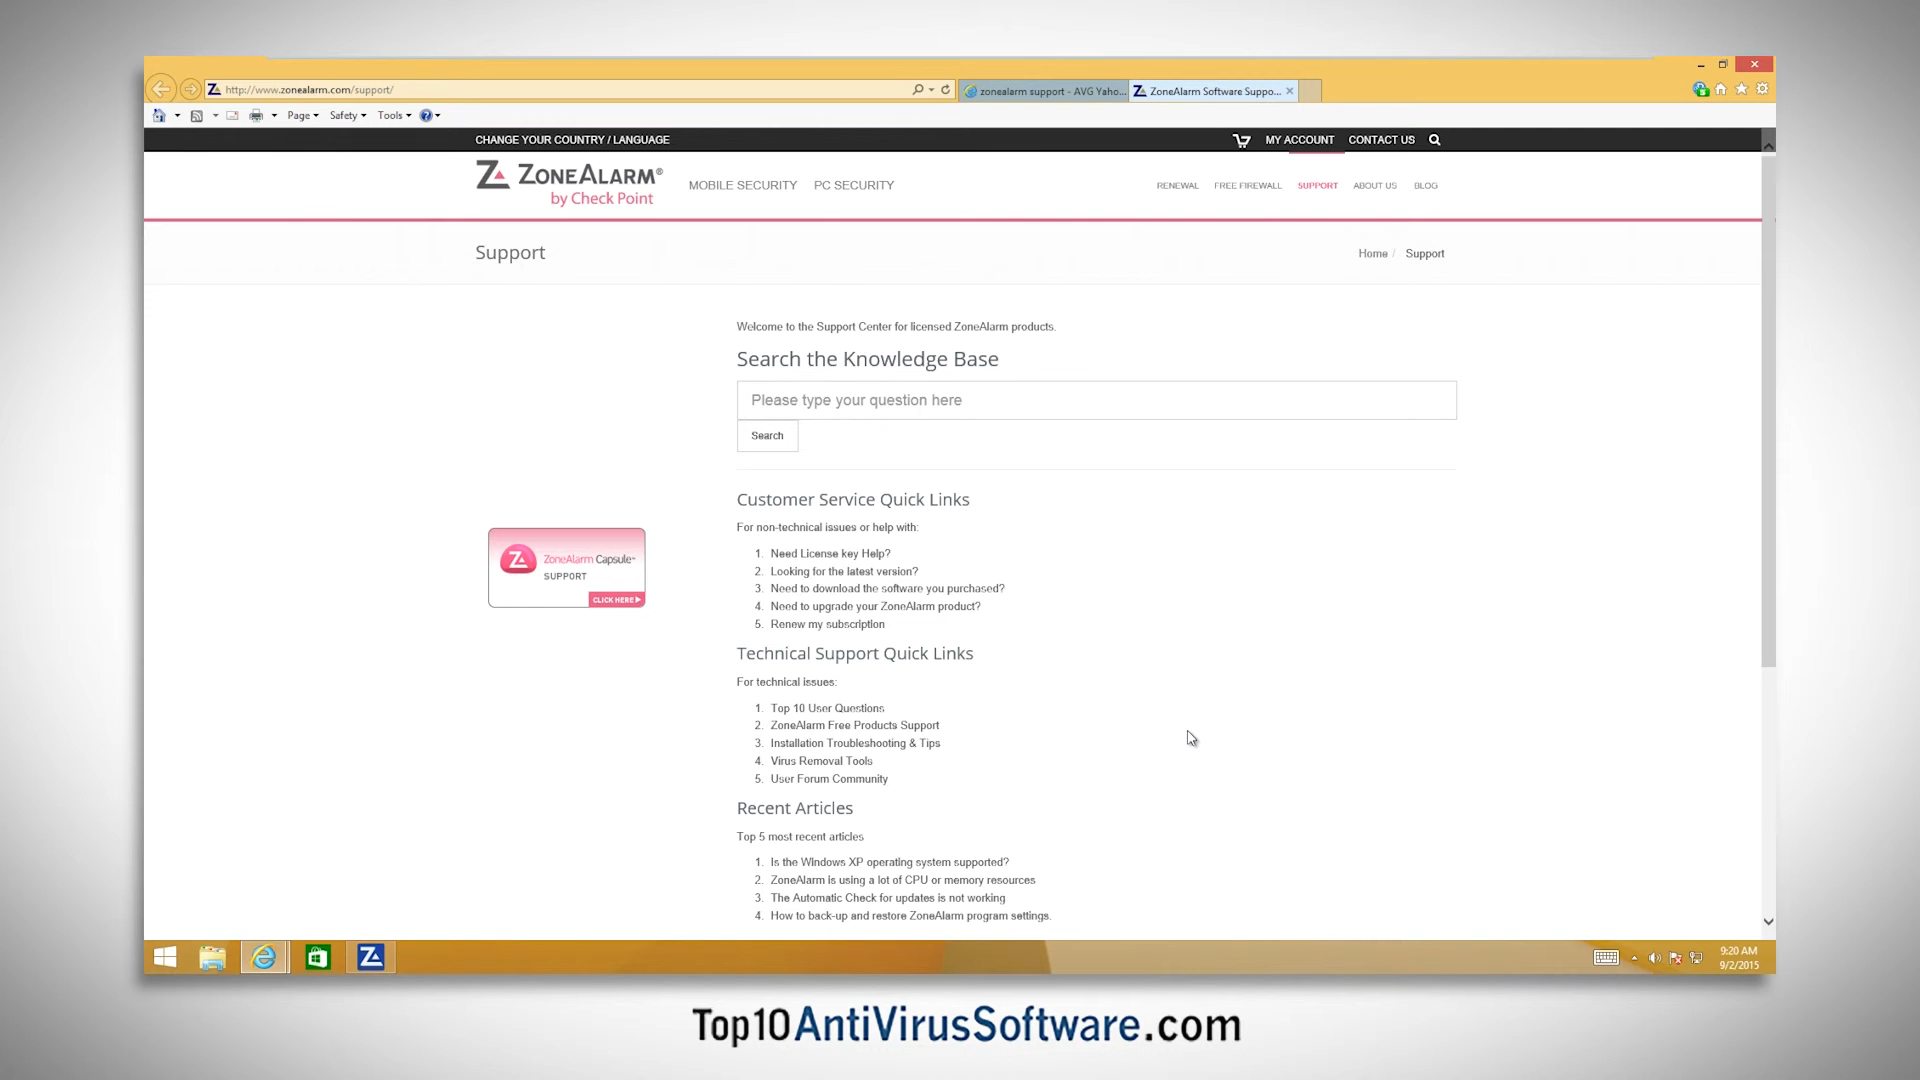 http://www.zonealarm.com/support/
zonealarm support - AVG Yaho...
ZoneAlarm Software Suppo...
Page
Safety
Tools
CHANGE YOUR COUNTRY / LANGUAGE
MY ACCOUNT
CONTACT US
ZONEALARM®
by Check Point
MOBILE SECURITY
PC SECURITY
RENEWAL
FREE FIREWALL
SUPPORT
ABOUT US
BLOG
Support
Home / Support
Welcome to the Support Center for licensed ZoneAlarm products.
Search the Knowledge Base
Please type your question here
Search
Customer Service Quick Links
For non-technical issues or help with:
1. Need License key Help?
2. Looking for the latest version?
3. Need to download the software you purchased?
4. Need to upgrade your ZoneAlarm product?
5. Renew my subscription
ZoneAlarm Capsule™
SUPPORT
CLICK HERE
Technical Support Quick Links
For technical issues:
1. Top 10 User Questions
2. ZoneAlarm Free Products Support
3. Installation Troubleshooting & Tips
4. Virus Removal Tools
5. User Forum Community
Recent Articles
Top 5 most recent articles
1. Is the Windows XP operating system supported?
2. ZoneAlarm is using a lot of CPU or memory resources
3. The Automatic Check for updates is not working
4. How to back-up and restore ZoneAlarm program settings.
9:20 AM
9/2/2015
Top10AntiVirusSoftware.com